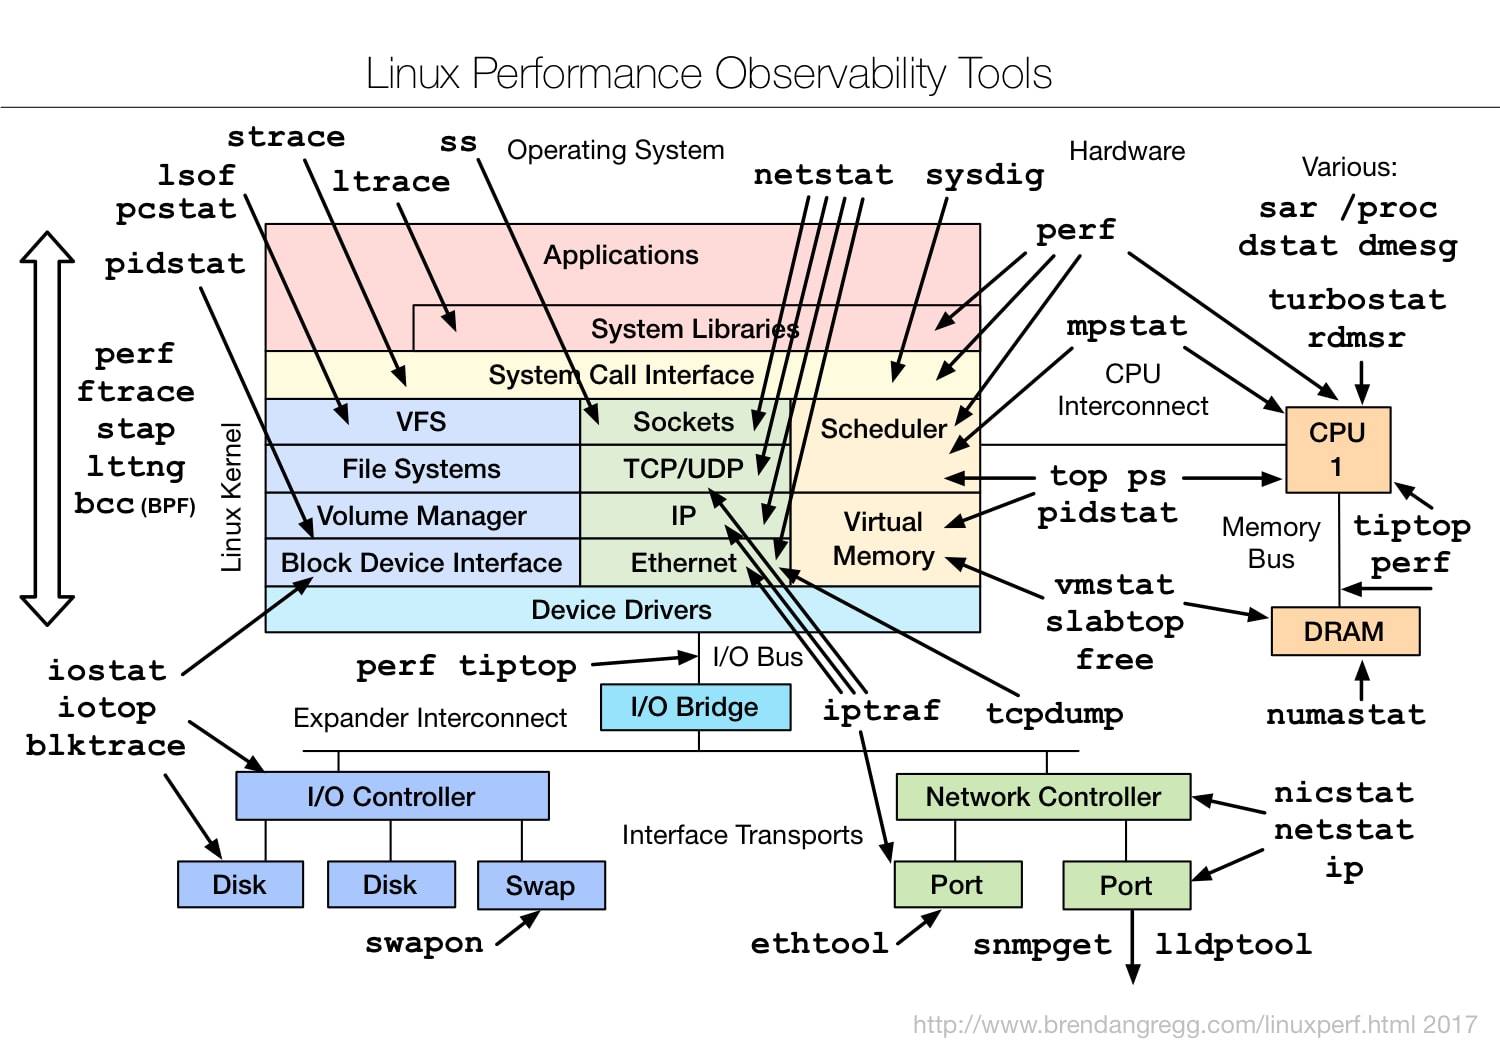 Linux Performance Observability Tools
strace
ss
Operating System
Hardware
Various:
lsof
ltrace
netstat
sysdig
pcstat
sar /proc
perf
dstat dmesg
pidstat
Applications
turbostat
System Libraries
mpstat
rdmsr
perf
ftrace
stap
lttng
bcc (BPF)
Linux Kernel
System Call Interface
CPU
Interconnect
VFS
Sockets
Scheduler
CPU
1
File Systems
TCP/UDP
top ps
pidstat
Volume Manager
IP
Virtual
Memory
Memory
Bus
tiptop
perf
Block Device Interface
Ethernet
vmstat
slabtop
free
Device Drivers
DRAM
iostat
iotop
blktrace
perf tiptop
I/O Bus
I/O Bridge
Expander Interconnect
iptraf
tcpdump
numastat
I/O Controller
Network Controller
nicstat
netstat
ip
Interface Transports
Disk
Disk
Swap
Port
Port
swapon
ethtool
snmpget
lldptool
http://www.brendangregg.com/linuxperf.html 2017